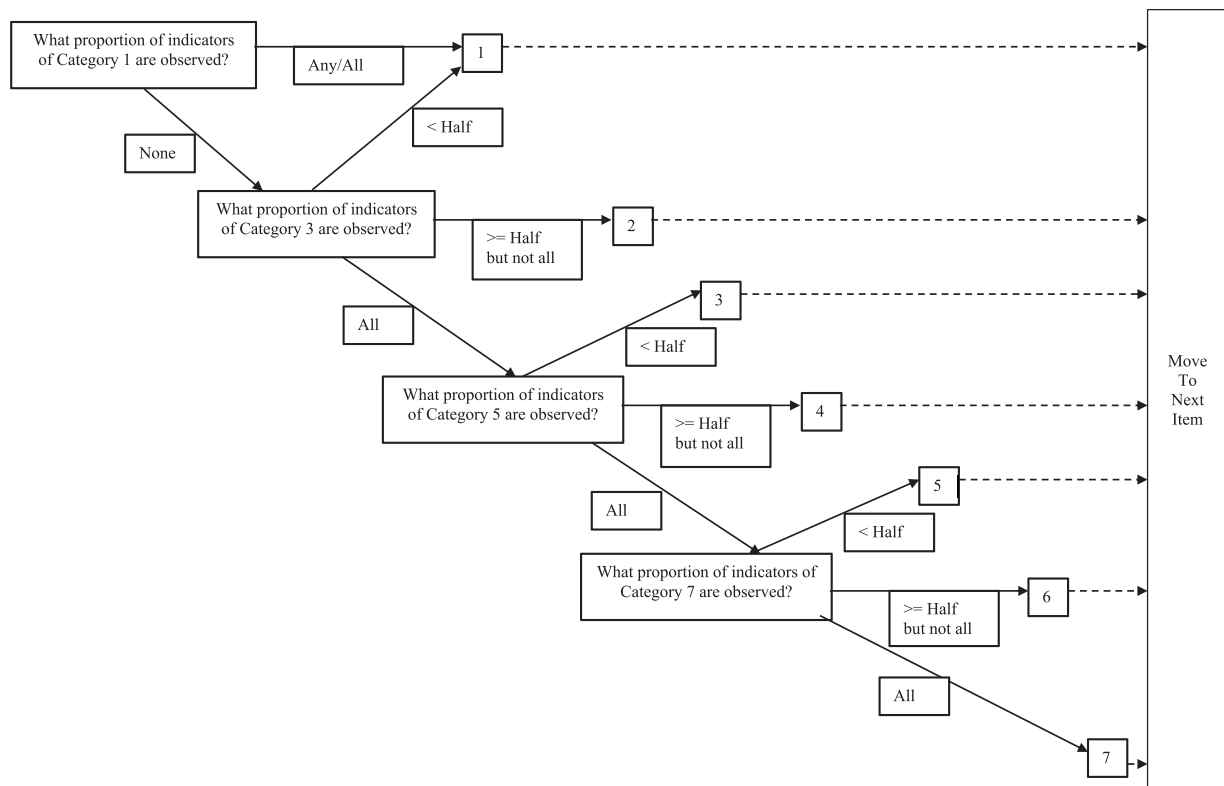 What proportion of indicators
of Category 1 are observed?
Any/All
1
< Half
None
What proportion of indicators
of Category 3 are observed?
>= Half
but not all
2
3
All
< Half
What proportion of indicators
of Category 5 are observed?
>= Half
but not all
4
Move
To
Next
Item
5
All
< Half
What proportion of indicators of
Category 7 are observed?
>= Half
but not all
6
All
7